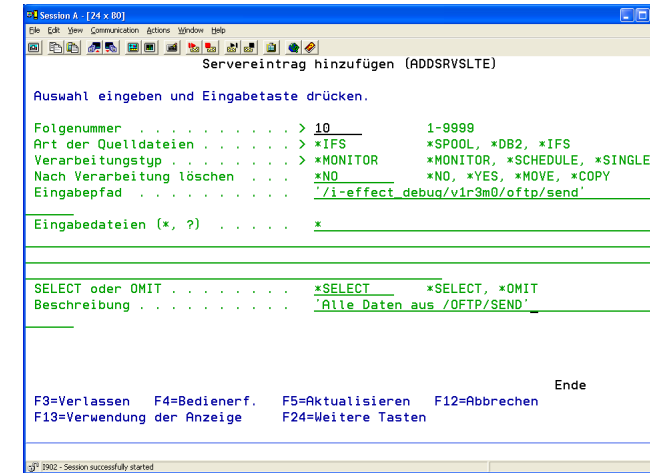 Session A - [24 x 80]
File Edit View Communication Actions Window Help
Servereintrag hinzufügen (ADDSRVSLTE)
Auswahl eingeben und Eingabetaste drücken.
Folgenummer . . . . . . . . . . > 10 1-9999
Art der Quelldateien . . . . . . > *IFS *SPOOL, *DB2, *IFS
Verarbeitungstyp . . . . . . . . > *MONITOR *MONITOR, *SCHEDULE, *SINGLE
Nach Verarbeitung löschen . . . *NO *NO, *YES, *MOVE, *COPY
Eingabepfad . . . . . . . . . . '/i-effect_debug/v1r3m0/oftp/send'
Eingabedateien (*, ?) . . . . . *
SELECT oder OMIT . . . . . . . . *SELECT *SELECT, *OMIT
Beschreibung . . . . . . . . . . 'Alle Daten aus /OFTP/SEND'
Ende
F3=Verlassen F4=Bedienerf. F5=Aktualisieren F12=Abbrechen
F13=Verwendung der Anzeige F24=Weitere Tasten
I902 - Session successfully started